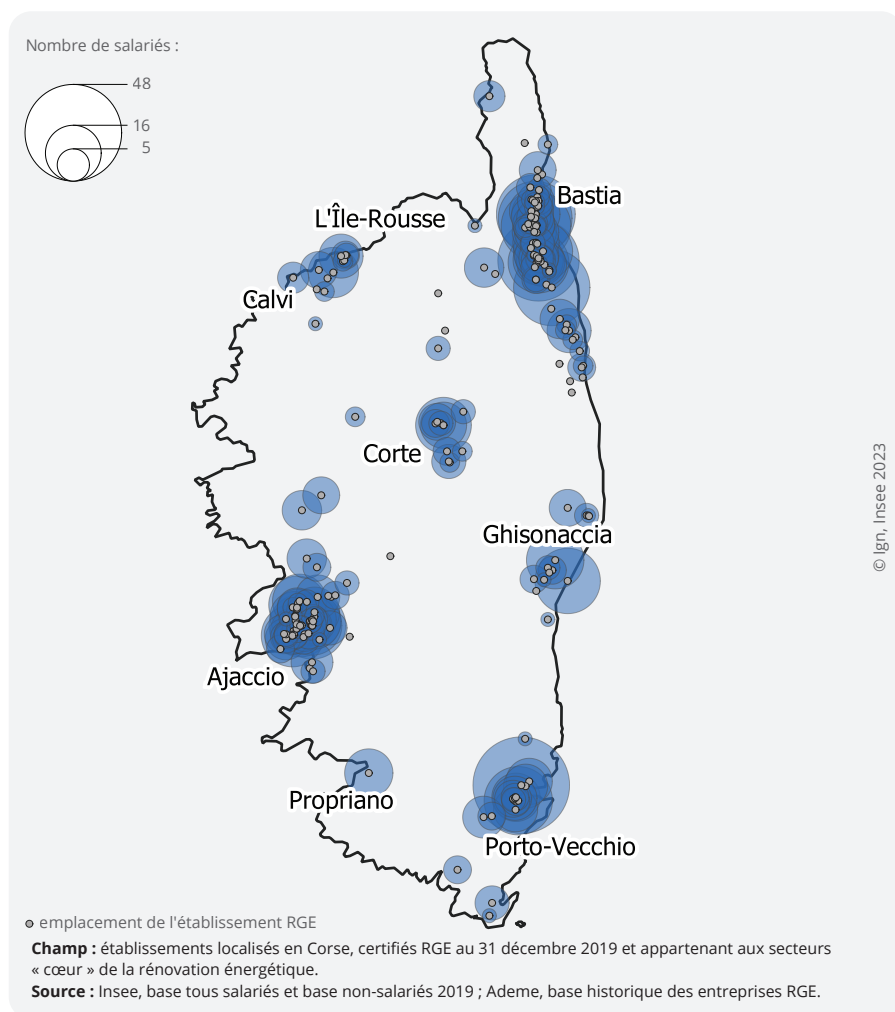 Nombre de salariés :
48
16
5
Bastia
L'Île-Rousse
Calvi
Corte
Ghisonaccia
Ajaccio
Propriano
Porto-Vecchio
© Ign, Insee 2023
emplacement de l'établissement RGE
Champ : établissements localisés en Corse, certifiés RGE au 31 décembre 2019 et appartenant aux secteurs
« cœur » de la rénovation énergétique.
Source : Insee, base tous salariés et base non-salariés 2019 ; Ademe, base historique des entreprises RGE.